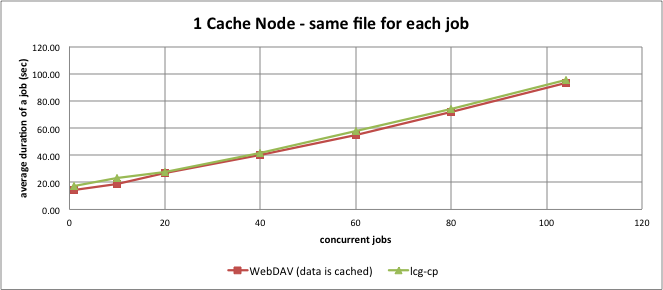 1 Cache Node - same file for each job
average duration of a job (sec)
120.00
100.00
80.00
60.00
40.00
20.00
0.00
0 20 40 60 80 100 120
concurrent jobs
WebDAV (data is cached) lcg-cp